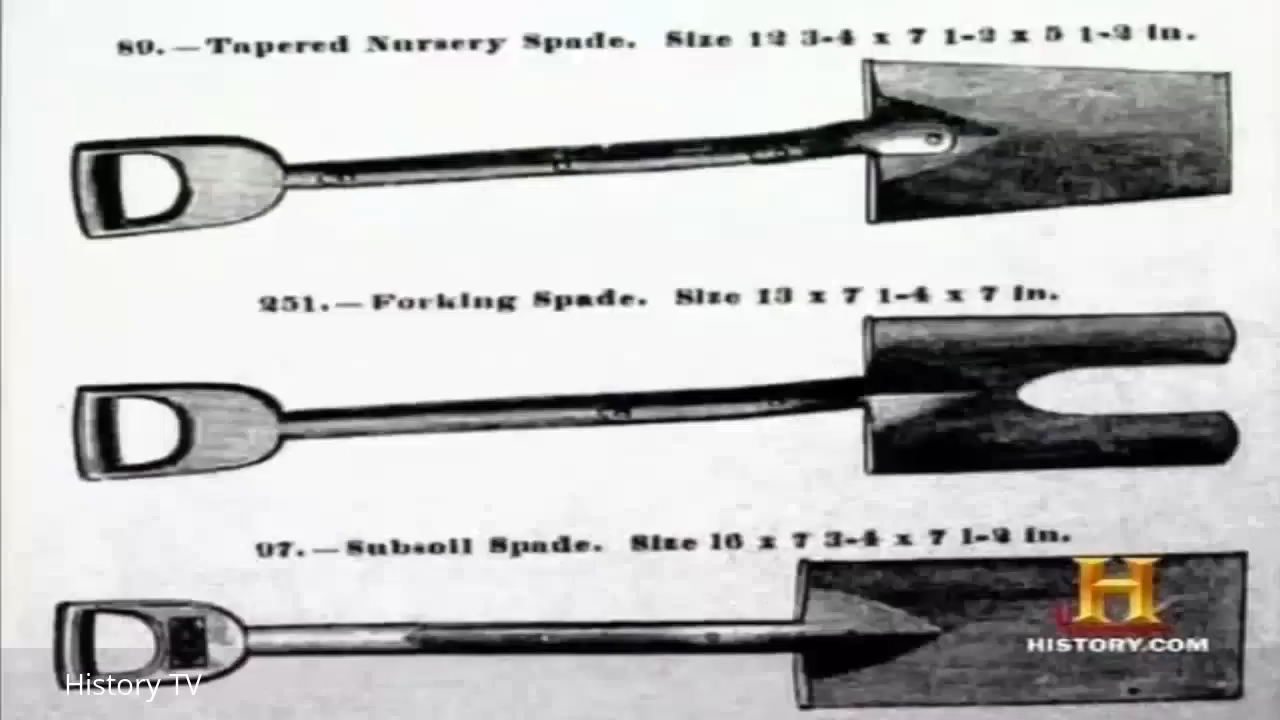 89.—Tapered Nursery Spade. Size 12 3-4 x 7 1-2 x 5 1-2 in.
251.—Forking Spade. Size 13 x 7 1-4 x 7 in.
97.—Subsoil Spade. Size 16 x 7 3-4 x 7 1-2 in.
H
HISTORY.COM
History TV